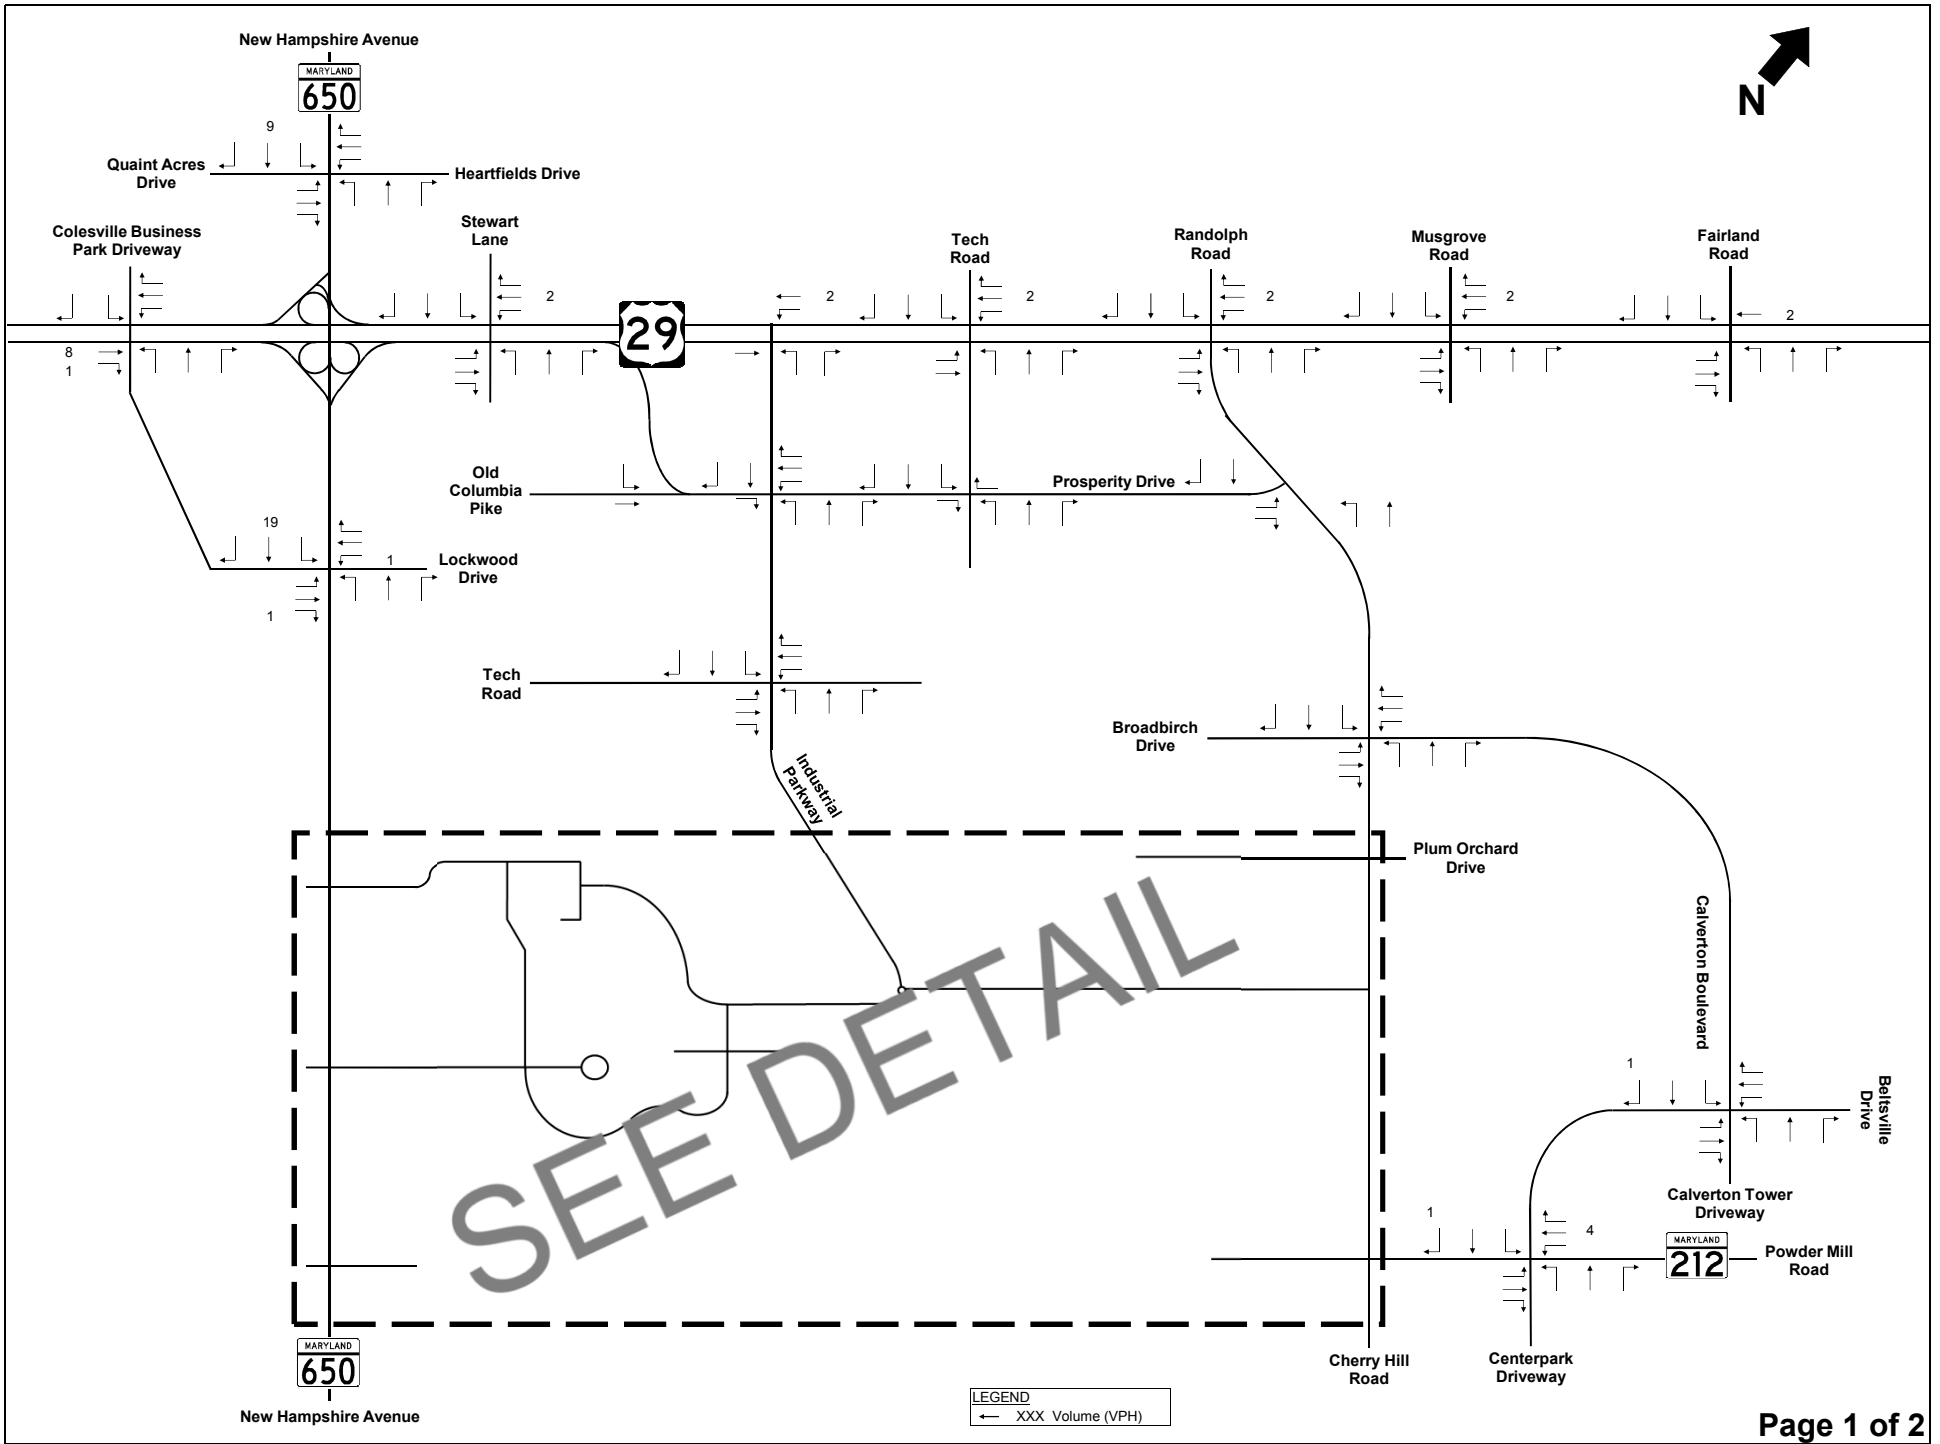 New Hampshire Avenue
MARYLAND
650
N
9
Quaint Acres
Drive
Heartfields Drive
Colesville Business
Park Driveway
Stewart
Lane
Tech
Road
Randolph
Road
Musgrove
Road
Fairland
Road
2
2
2
2
2
2
29
8
1
Old
Columbia
Pike
Prosperity Drive
19
1
Lockwood
Drive
1
Tech
Road
Broadbirch
Drive
Industrial
Parkway
Plum Orchard
Drive
Calverton Boulevard
SEE DETAIL
1
Beltsville
Drive
Calverton Tower
Driveway
1
4
MARYLAND
212
Powder Mill
Road
MARYLAND
650
New Hampshire Avenue
Cherry Hill
Road
Centerpark
Driveway
LEGEND
XXX Volume (VPH)
Page 1 of 2